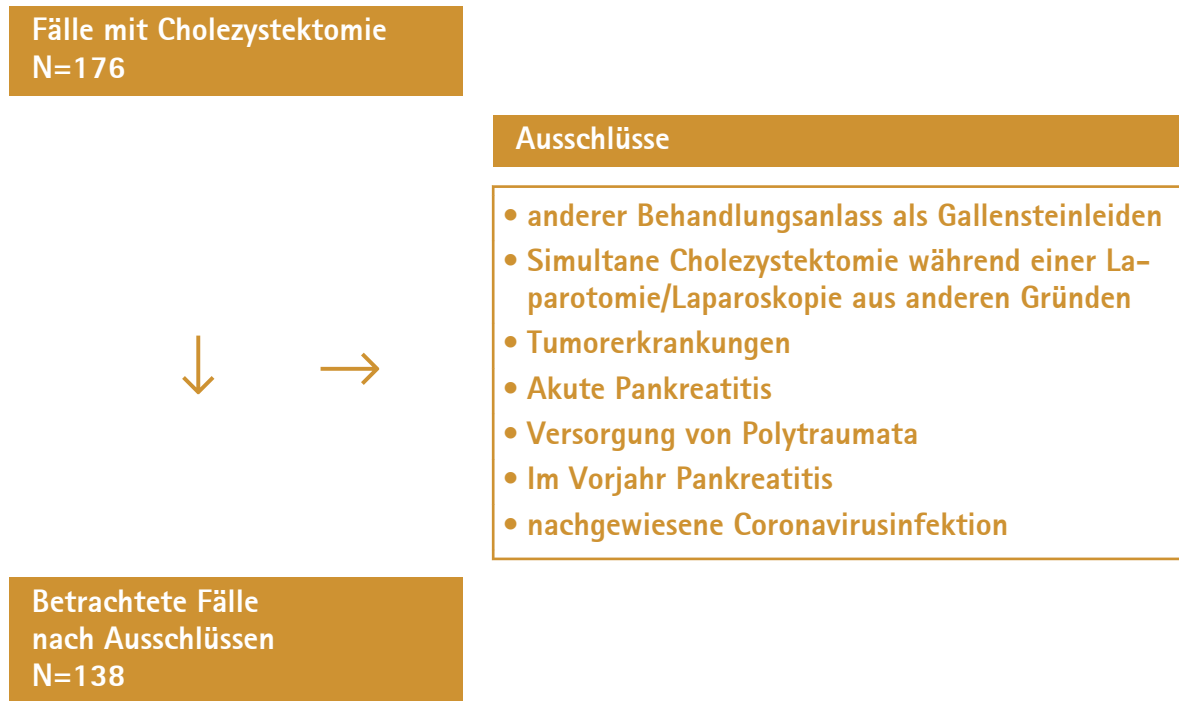 Fälle mit Cholezystektomie
N=176
Ausschlüsse
• anderer Behandlungsanlass als Gallensteinleiden
• Simultane Cholezystektomie während einer La-
parotomie/Laparoskopie aus anderen Gründen
• Tumorerkrankungen
• Akute Pankreatitis
• Versorgung von Polytraumata
• Im Vorjahr Pankreatitis
• nachgewiesene Coronavirusinfektion
Betrachtete Fälle
nach Ausschlüssen
N=138